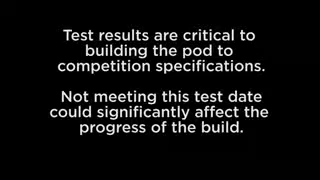 Test results are critical to
building the pod to
competition specifications.
Not meeting this test date
could significantly affect the
progress of the build.